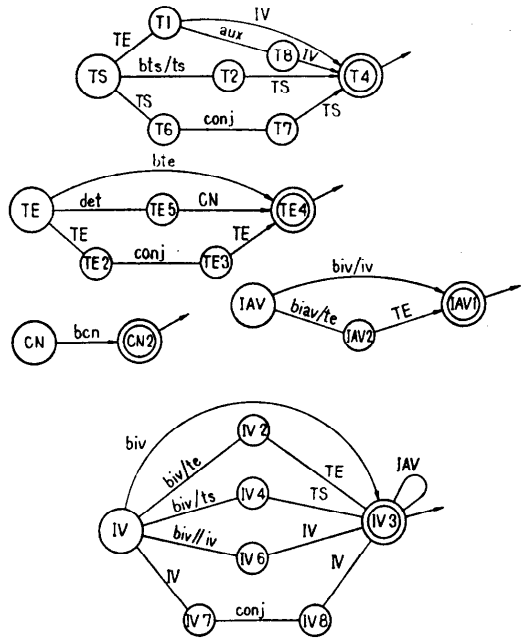 IV
T1
aux
TE
T8
IV
TS
bts/ts
T2
TS
T4
TS
TS
T6
conj
T7
bte
TE
det
TE5
CN
TE4
TE
TE
TE2
conj
TE3
biv/iv
IAV
biav/te
TE
IAV1
IAV2
CN
bcn
CN2
biv
IV2
biv/te
TE
IAV
biv/ts
IV4
TS
IV
biv//iv
IV6
IV
IV3
IV
IV
IV7
conj
IV8